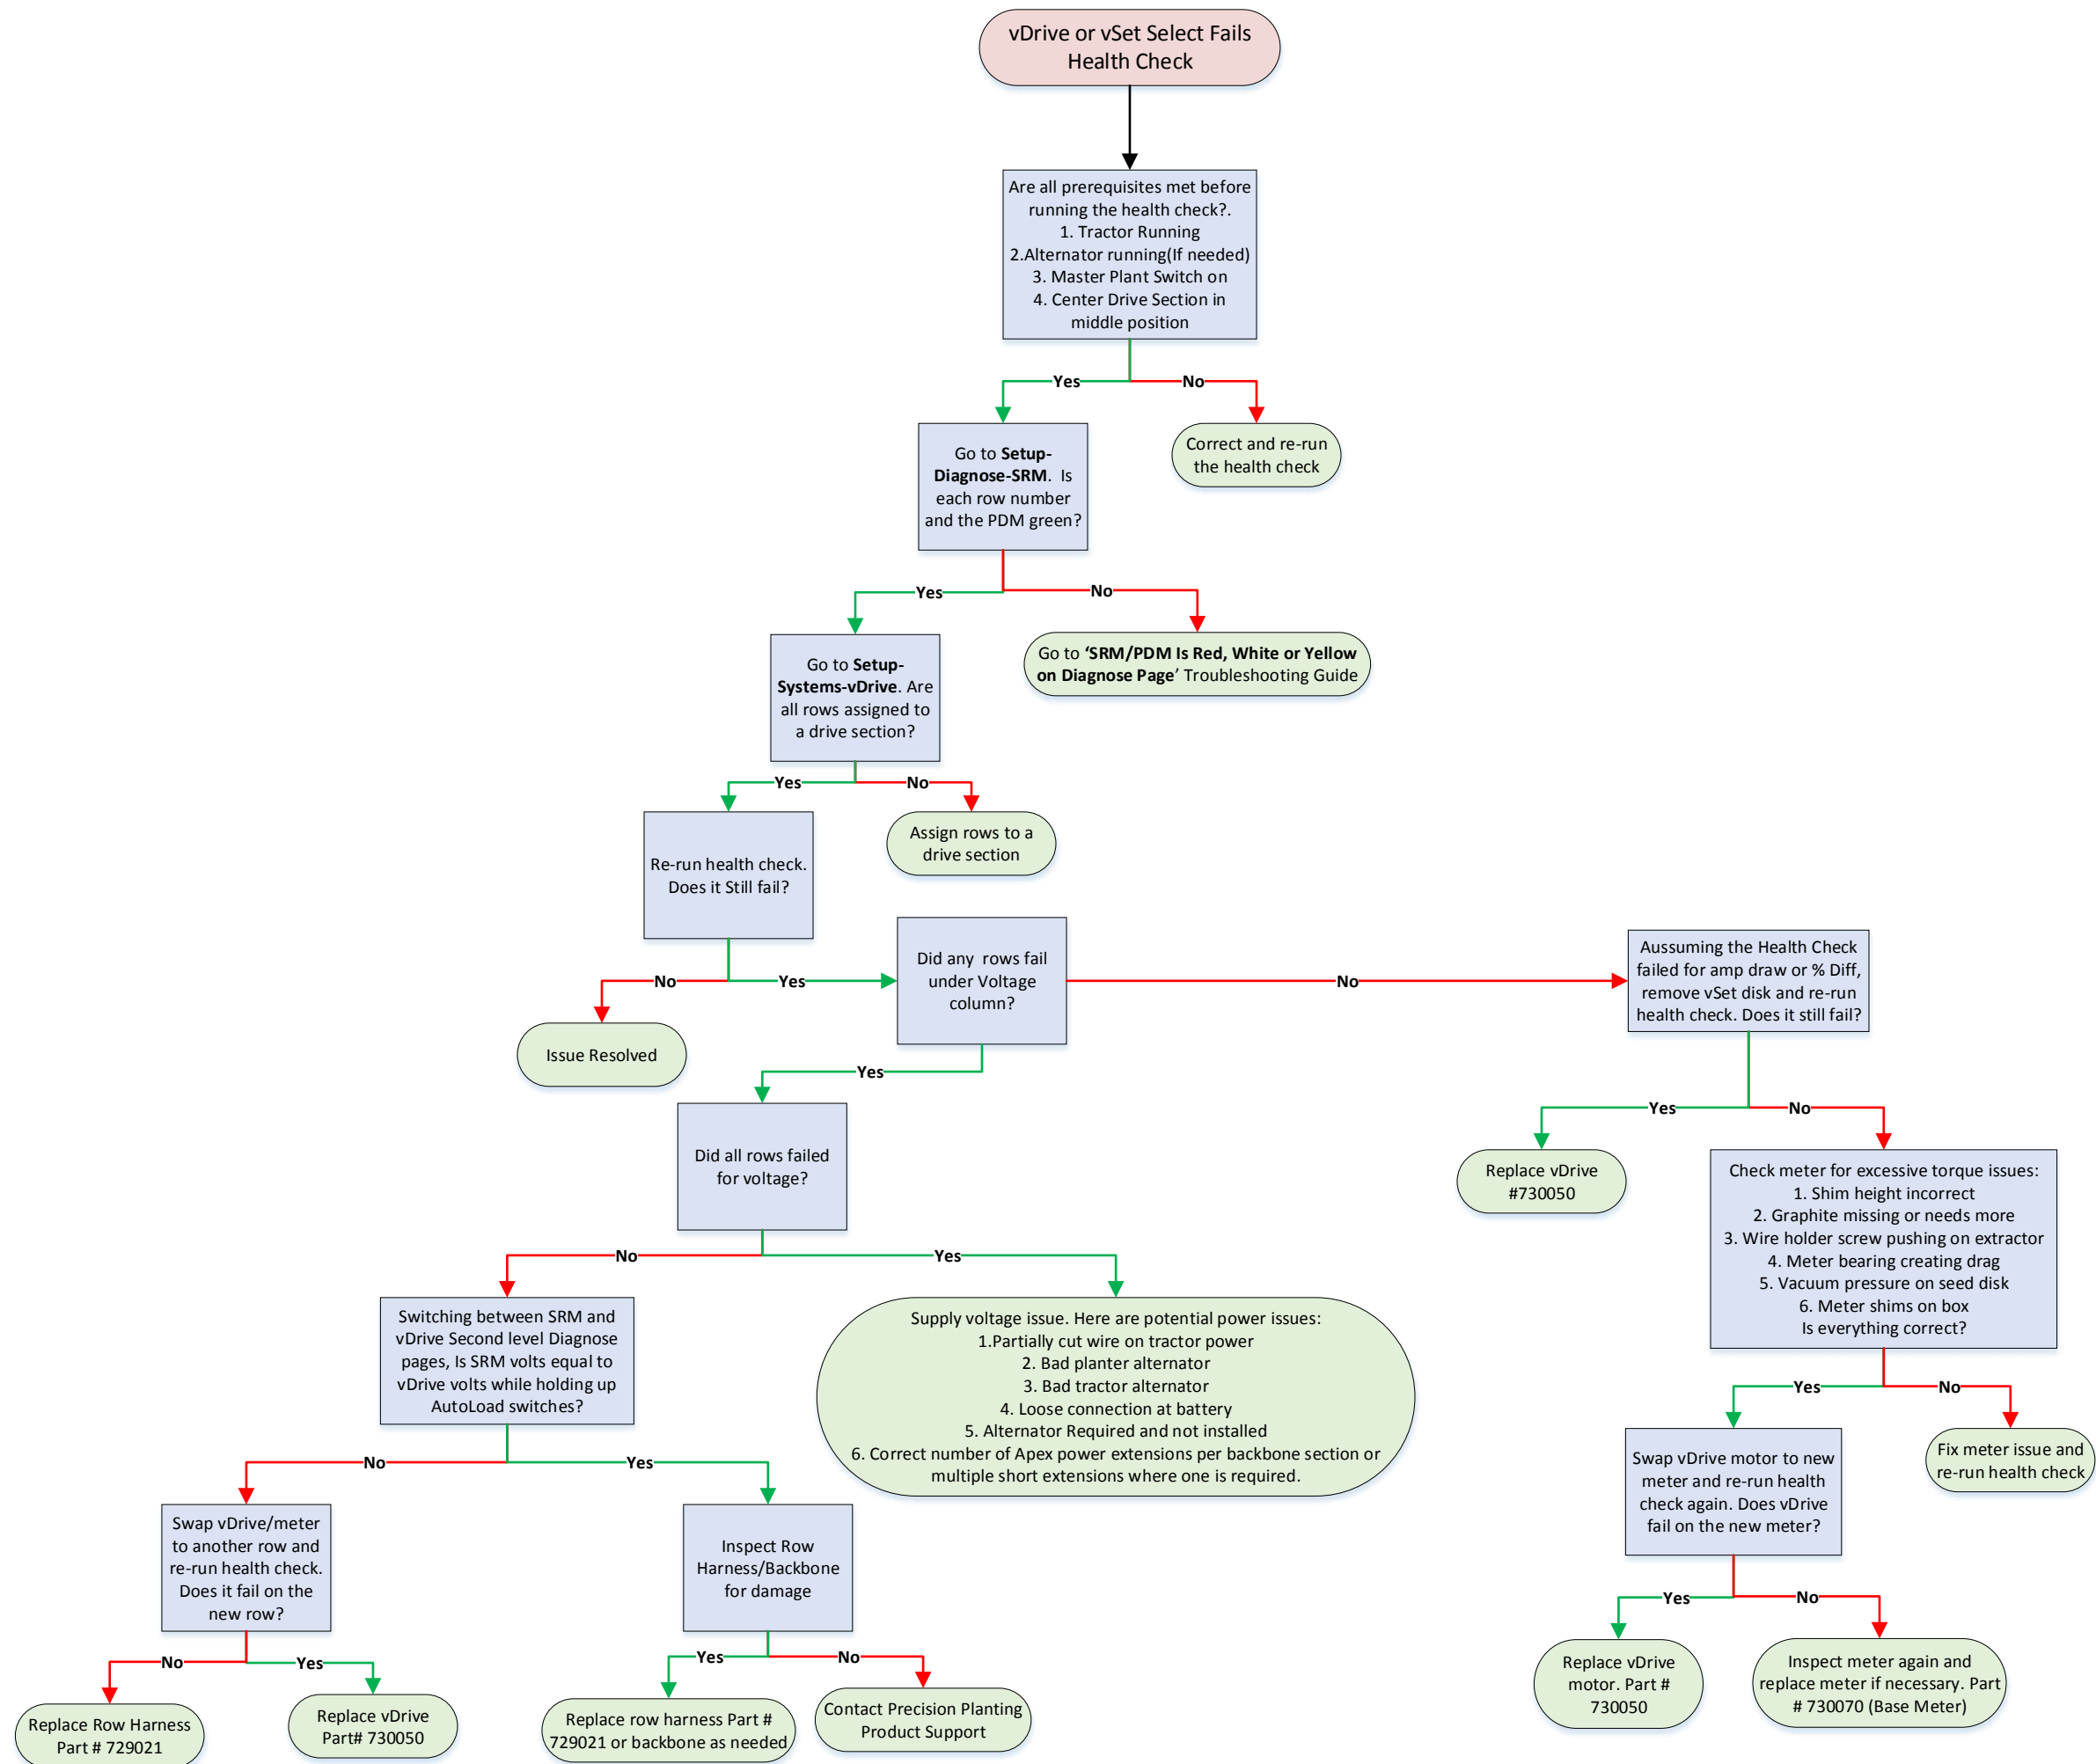 vDrive or vSet Select Fails
Health Check
Are all prerequisites met before
running the health check?.
1. Tractor Running
2.Alternator running(If needed)
3. Master Plant Switch on
4. Center Drive Section in
middle position
Yes
No
Go to Setup-
Diagnose-SRM. Is
each row number
and the PDM green?
Correct and re-run
the health check
Yes
No
Go to Setup-
Systems-vDrive. Are
all rows assigned to
a drive section?
Go to ‘SRM/PDM Is Red, White or Yellow
on Diagnose Page’ Troubleshooting Guide
Yes
No
Re-run health check.
Does it Still fail?
Assign rows to a
drive section
No
Yes
Did any rows fail
under Voltage
column?
No
Aussuming the Health Check
failed for amp draw or % Diff,
remove vSet disk and re-run
health check. Does it still fail?
Issue Resolved
Yes
Yes
No
Did all rows failed
for voltage?
Replace vDrive
#730050
Check meter for excessive torque issues:
1. Shim height incorrect
2. Graphite missing or needs more
3. Wire holder screw pushing on extractor
4. Meter bearing creating drag
5. Vacuum pressure on seed disk
6. Meter shims on box
Is everything correct?
No
Yes
Switching between SRM and
vDrive Second level Diagnose
pages, Is SRM volts equal to
vDrive volts while holding up
AutoLoad switches?
Supply voltage issue. Here are potential power issues:
1.Partially cut wire on tractor power
2. Bad planter alternator
3. Bad tractor alternator
4. Loose connection at battery
5. Alternator Required and not installed
6. Correct number of Apex power extensions per backbone section or
multiple short extensions where one is required.
Yes
No
Swap vDrive motor to new
meter and re-run health
check again. Does vDrive
fail on the new meter?
Fix meter issue and
re-run health check
No
Yes
Swap vDrive/meter
to another row and
re-run health check.
Does it fail on the
new row?
Inspect Row
Harness/Backbone
for damage
Yes
No
No
Yes
Yes
No
Replace Row Harness
Part # 729021
Replace vDrive
Part# 730050
Replace row harness Part #
729021 or backbone as needed
Contact Precision Planting
Product Support
Replace vDrive
motor. Part #
730050
Inspect meter again and
replace meter if necessary. Part
# 730070 (Base Meter)